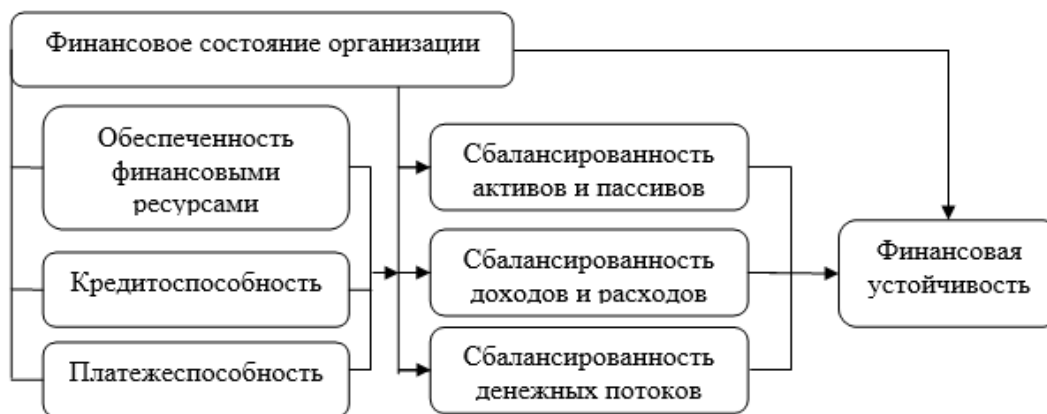 Финансовое состояние организации
Обеспеченность
финансовыми
ресурсами
Кредитоспособность
Платежеспособность
Сбалансированность
активов и пассивов
Сбалансированность
доходов и расходов
Сбалансированность
денежных потоков
Финансовая
устойчивость